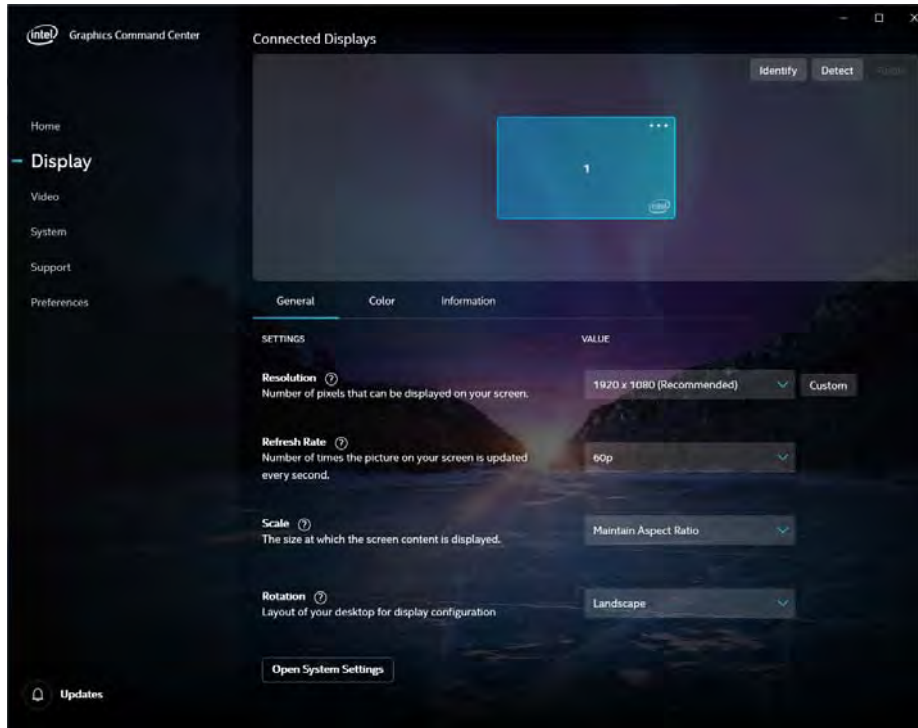 intel Graphics Command Center
Connected Displays
Identify Detect
1
intel
Home
Display
Video
System
Support
Preferences
General Color Information
SETTINGS VALUE
Resolution ?
Number of pixels that can be displayed on your screen.
1920 x 1080 (Recommended) Custom
Refresh Rate ?
Number of times the picture on your screen is updated
every second.
60p
Scale ?
The size at which the screen content is displayed.
Maintain Aspect Ratio
Rotation ?
Layout of your desktop for display configuration
Landscape
Open System Settings
Updates